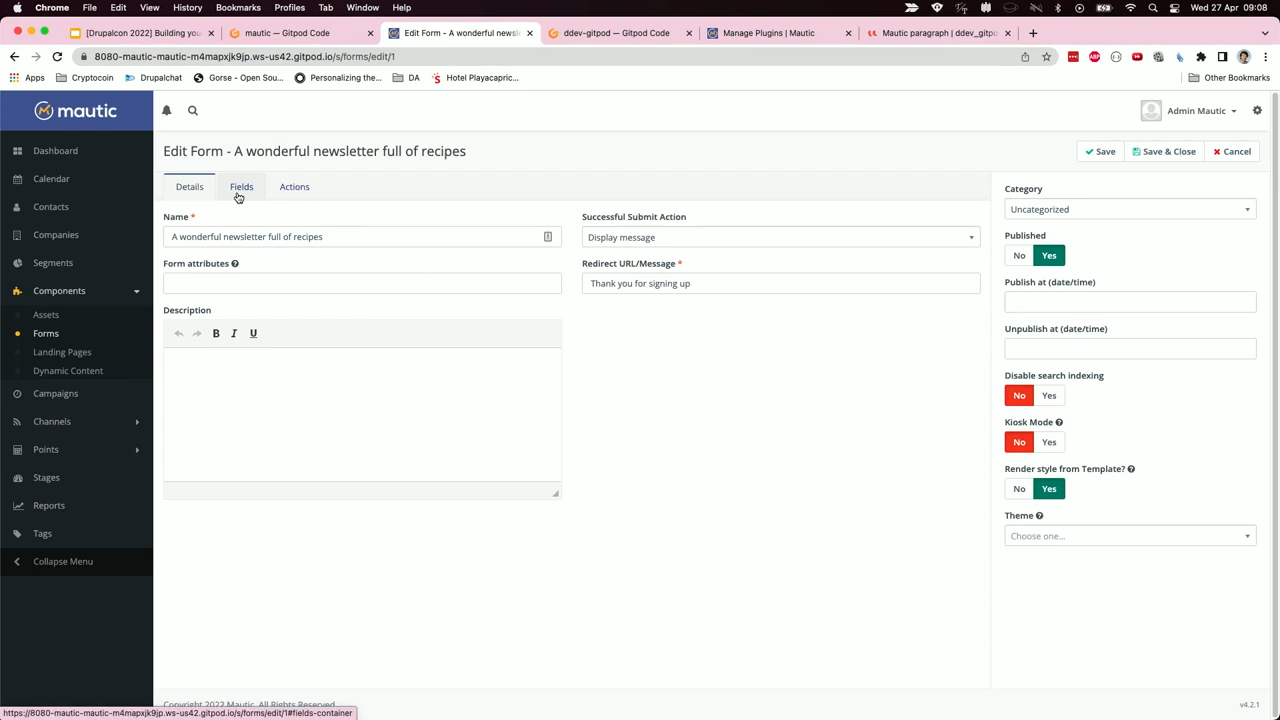 Chrome File Edit View History Bookmarks Profiles Tab Window Help Wed 27 Apr 09:08
[Drupalcon 2022] Building you mautic — Gitpod Code Edit Form - A wonderful newsle ddev-gitpod — Gitpod Code Manage Plugins | Mautic Mautic paragraph | ddev_gitpo
8080-mautic-mautic-m4mapxjk9jp.ws-us42.gitpod.io/s/forms/edit/1
Apps Cryptocoin Drupalchat Gorse - Open Sou... Personalizing the... DA Hotel Playacapric... Other Bookmarks
mautic
Admin Mautic
Dashboard
Calendar
Contacts
Companies
Segments
Components
Assets
Forms
Landing Pages
Dynamic Content
Campaigns
Channels
Points
Stages
Reports
Tags
Collapse Menu
Edit Form - A wonderful newsletter full of recipes
Save Save & Close Cancel
Details Fields Actions
Name *
A wonderful newsletter full of recipes
Form attributes
Description
B I U
Successful Submit Action
Display message
Redirect URL/Message *
Thank you for signing up
Category
Uncategorized
Published
No Yes
Publish at (date/time)
Unpublish at (date/time)
Disable search indexing
No Yes
Kiosk Mode
No Yes
Render style from Template?
No Yes
Theme
Choose one...
Copyright 2022 Mautic. All Rights Reserved.
v4.2.1
https://8080-mautic-mautic-m4mapxjk9jp.ws-us42.gitpod.io/s/forms/edit/1#fields-container